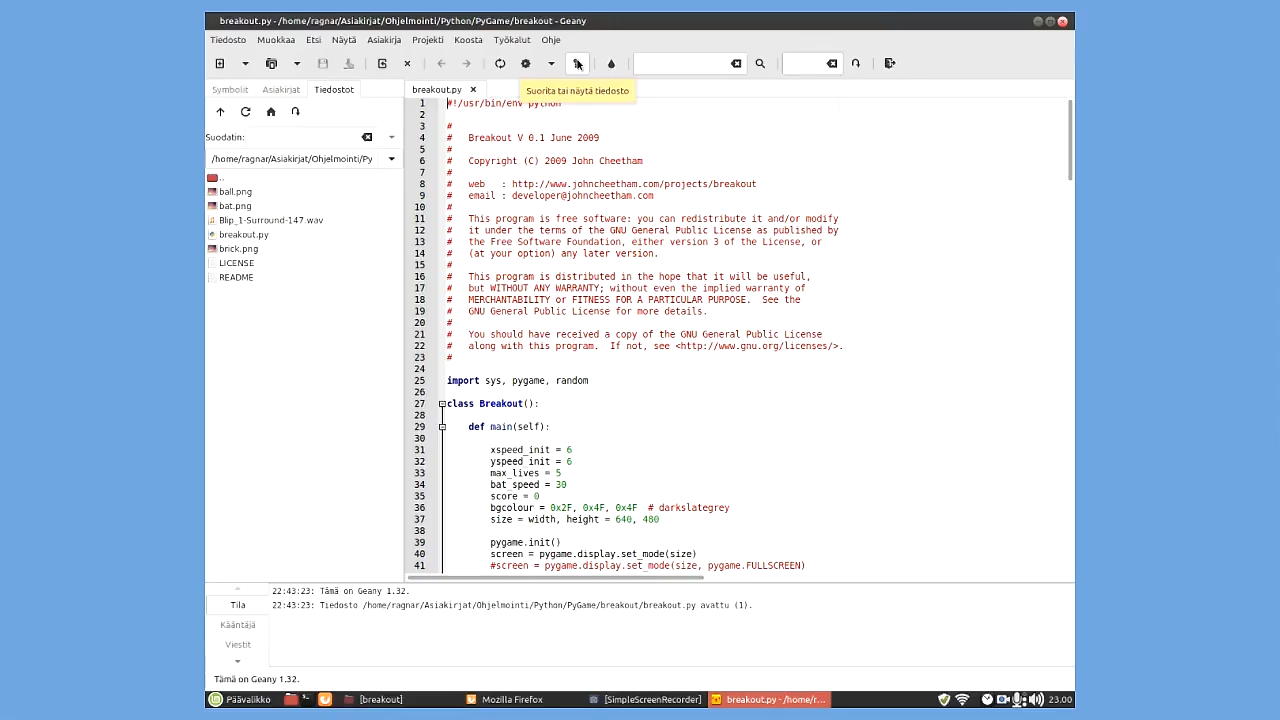 breakout.py - /home/ragnar/Asiakirjat/Ohjelmointi/Python/PyGame/breakout - Geany
Tiedosto Muokkaa Etsi Näytä Asiakirja Projekti Koosta Työkalut Ohje
Suorita tai näytä tiedosto
Symbolit Asiakirjat Tiedostot
breakout.py
Suodatin:
/home/ragnar/Asiakirjat/Ohjelmointi/Py
..
ball.png
bat.png
Blip_1-Surround-147.wav
breakout.py
brick.png
LICENSE
README
1 #!/usr/bin/env python
2
3 #
4 #   Breakout V 0.1 June 2009
5 #
6 #   Copyright (C) 2009 John Cheetham
7 #
8 #   web   : http://www.johncheetham.com/projects/breakout
9 #   email : developer@johncheetham.com
10 #
11 #   This program is free software: you can redistribute it and/or modify
12 #   it under the terms of the GNU General Public License as published by
13 #   the Free Software Foundation, either version 3 of the License, or
14 #   (at your option) any later version.
15 #
16 #   This program is distributed in the hope that it will be useful,
17 #   but WITHOUT ANY WARRANTY; without even the implied warranty of
18 #   MERCHANTABILITY or FITNESS FOR A PARTICULAR PURPOSE.  See the
19 #   GNU General Public License for more details.
20 #
21 #   You should have received a copy of the GNU General Public License
22 #   along with this program.  If not, see <http://www.gnu.org/licenses/>.
23 #
24
25 import sys, pygame, random
26
27 class Breakout():
28
29     def main(self):
30
31         xspeed_init = 6
32         yspeed_init = 6
33         max_lives = 5
34         bat_speed = 30
35         score = 0
36         bgcolour = 0x2F, 0x4F, 0x4F  # darkslategrey
37         size = width, height = 640, 480
38
39         pygame.init()
40         screen = pygame.display.set_mode(size)
41         #screen = pygame.display.set_mode(size, pygame.FULLSCREEN)
Tila
Kääntäjä
Viestit
22:43:23: Tämä on Geany 1.32.
22:43:23: Tiedosto /home/ragnar/Asiakirjat/Ohjelmointi/Python/PyGame/breakout/breakout.py avattu (1).
Tämä on Geany 1.32.
Päävalikko [breakout] Mozilla Firefox [SimpleScreenRecorder] breakout.py - /home/r... 23.00